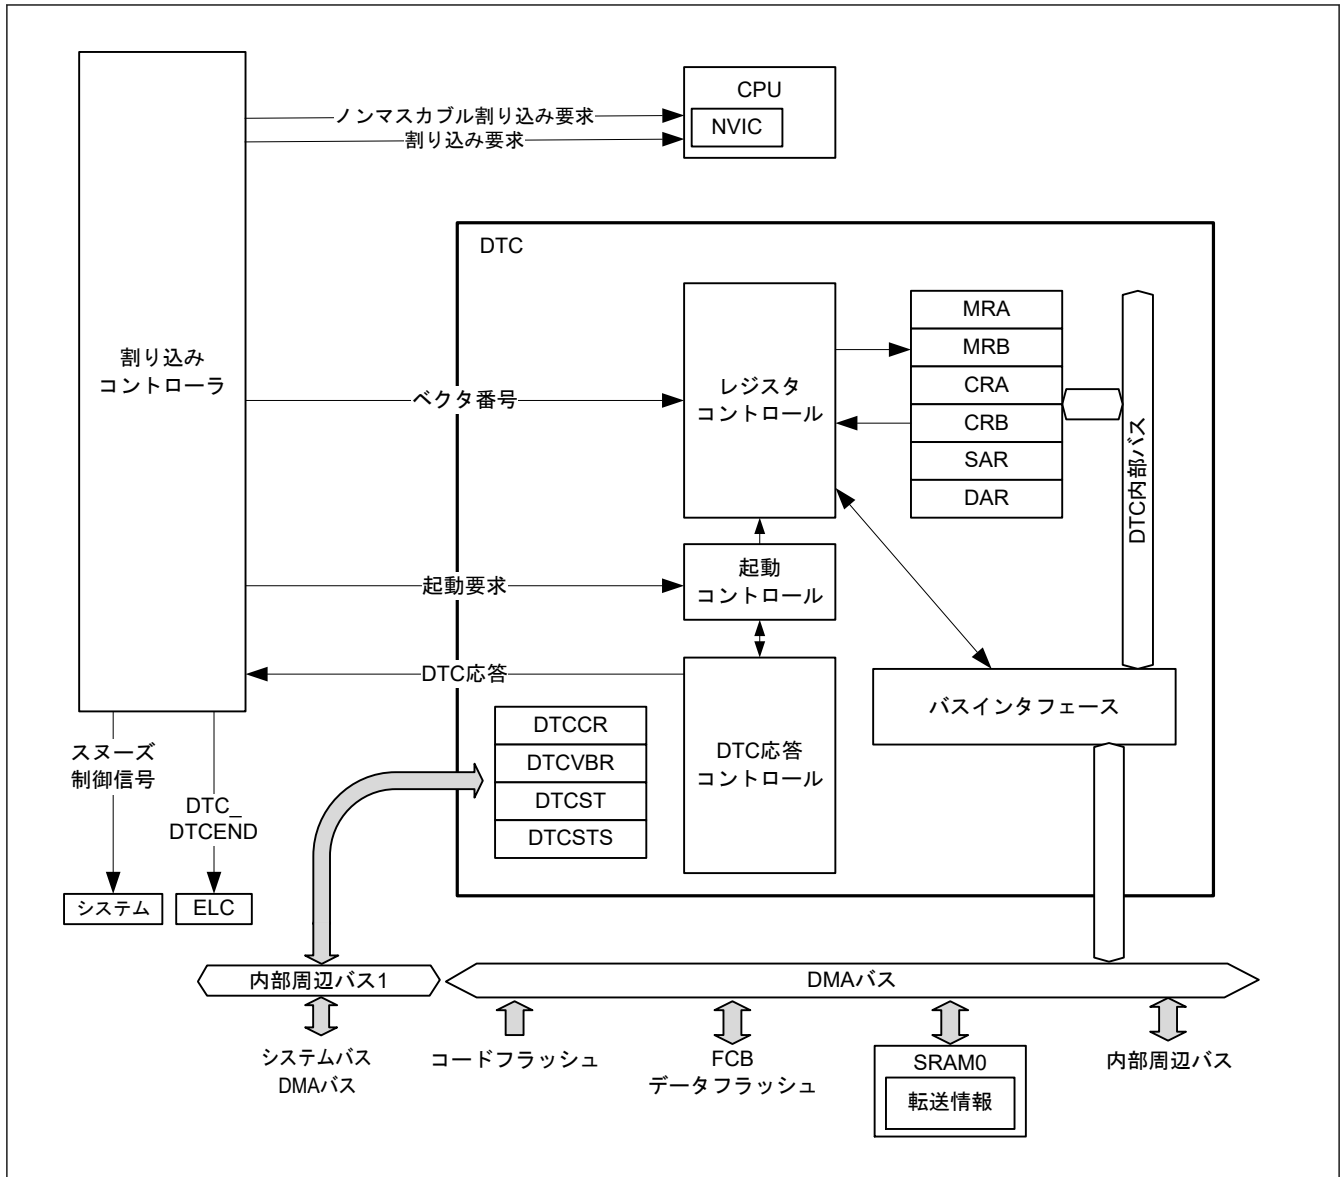 CPU
NVIC
ノンマスカブル割り込み要求
割り込み要求
DTC
割り込み
コントローラ
ベクタ番号
レジスタ
コントロール
MRA
MRB
CRA
CRB
SAR
DAR
DTC内部バス
起動要求
起動
コントロール
DTC応答
DTC応答
コントロール
バスインタフェース
DTCCR
DTCVBR
DTCST
DTCSTS
スヌーズ
制御信号
DTC_
DTCEND
システム
ELC
内部周辺バス1
DMAバス
システムバス
DMAバス
コードフラッシュ
FCB
データフラッシュ
SRAM0
転送情報
内部周辺バス